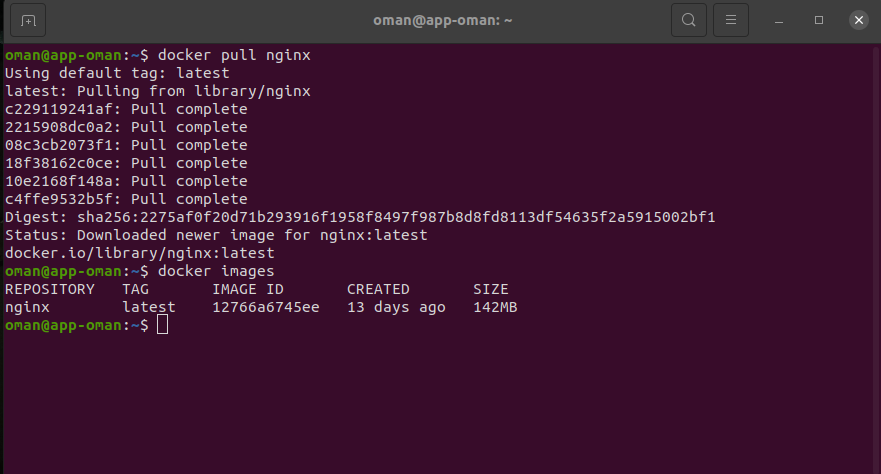 oman@app-oman: ~
oman@app-oman:~$ docker pull nginx
Using default tag: latest
latest: Pulling from library/nginx
c229119241af: Pull complete
2215908dc0a2: Pull complete
08c3cb2073f1: Pull complete
18f38162c0ce: Pull complete
10e2168f148a: Pull complete
c4ffe9532b5f: Pull complete
Digest: sha256:2275af0f20d71b293916f1958f8497f987b8d8fd8113df54635f2a5915002bf1
Status: Downloaded newer image for nginx:latest
docker.io/library/nginx:latest
oman@app-oman:~$ docker images
REPOSITORY   TAG       IMAGE ID       CREATED       SIZE
nginx        latest    12766a6745ee   13 days ago   142MB
oman@app-oman:~$